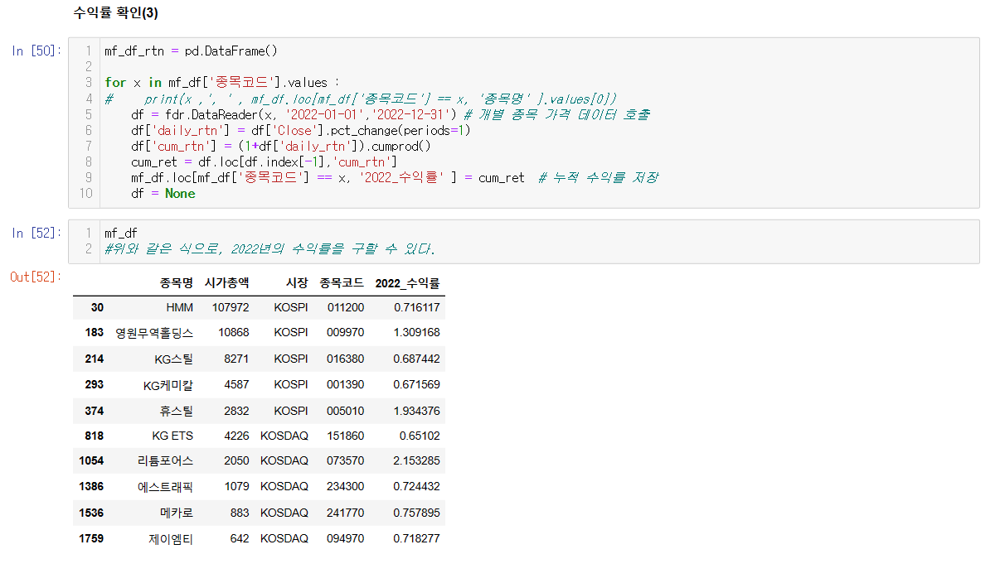 수익률 확인(3)
In [50]:
1 mf_df_rtn = pd.DataFrame()
2
3 for x in mf_df['종목코드'].values :
4 #     print(x ,', ' , mf_df.loc[mf_df['종목코드'] == x, '종목명' ].values[0])
5     df = fdr.DataReader(x, '2022-01-01','2022-12-31') # 개별 종목 가격 데이터 호출
6     df['daily_rtn'] = df['Close'].pct_change(periods=1)
7     df['cum_rtn'] = (1+df['daily_rtn']).cumprod()
8     cum_ret = df.loc[df.index[-1],'cum_rtn']
9     mf_df.loc[mf_df['종목코드'] == x, '2022_수익률' ] = cum_ret  # 누적 수익률 저장
10     df = None
In [52]:
1 mf_df
2 #위와 같은 식으로, 2022년의 수익률을 구할 수 있다.
Out[52]:
종목명 시가총액 시장 종목코드 2022_수익률
30 HMM 107972 KOSPI 011200 0.716117
183 영원무역홀딩스 10868 KOSPI 009970 1.309168
214 KG스틸 8271 KOSPI 016380 0.687442
293 KG케미칼 4587 KOSPI 001390 0.671569
374 휴스틸 2832 KOSPI 005010 1.934376
818 KG ETS 4226 KOSDAQ 151860 0.65102
1054 리튬포어스 2050 KOSDAQ 073570 2.153285
1386 에스트래픽 1079 KOSDAQ 234300 0.724432
1536 메카로 883 KOSDAQ 241770 0.757895
1759 제이엠티 642 KOSDAQ 094970 0.718277